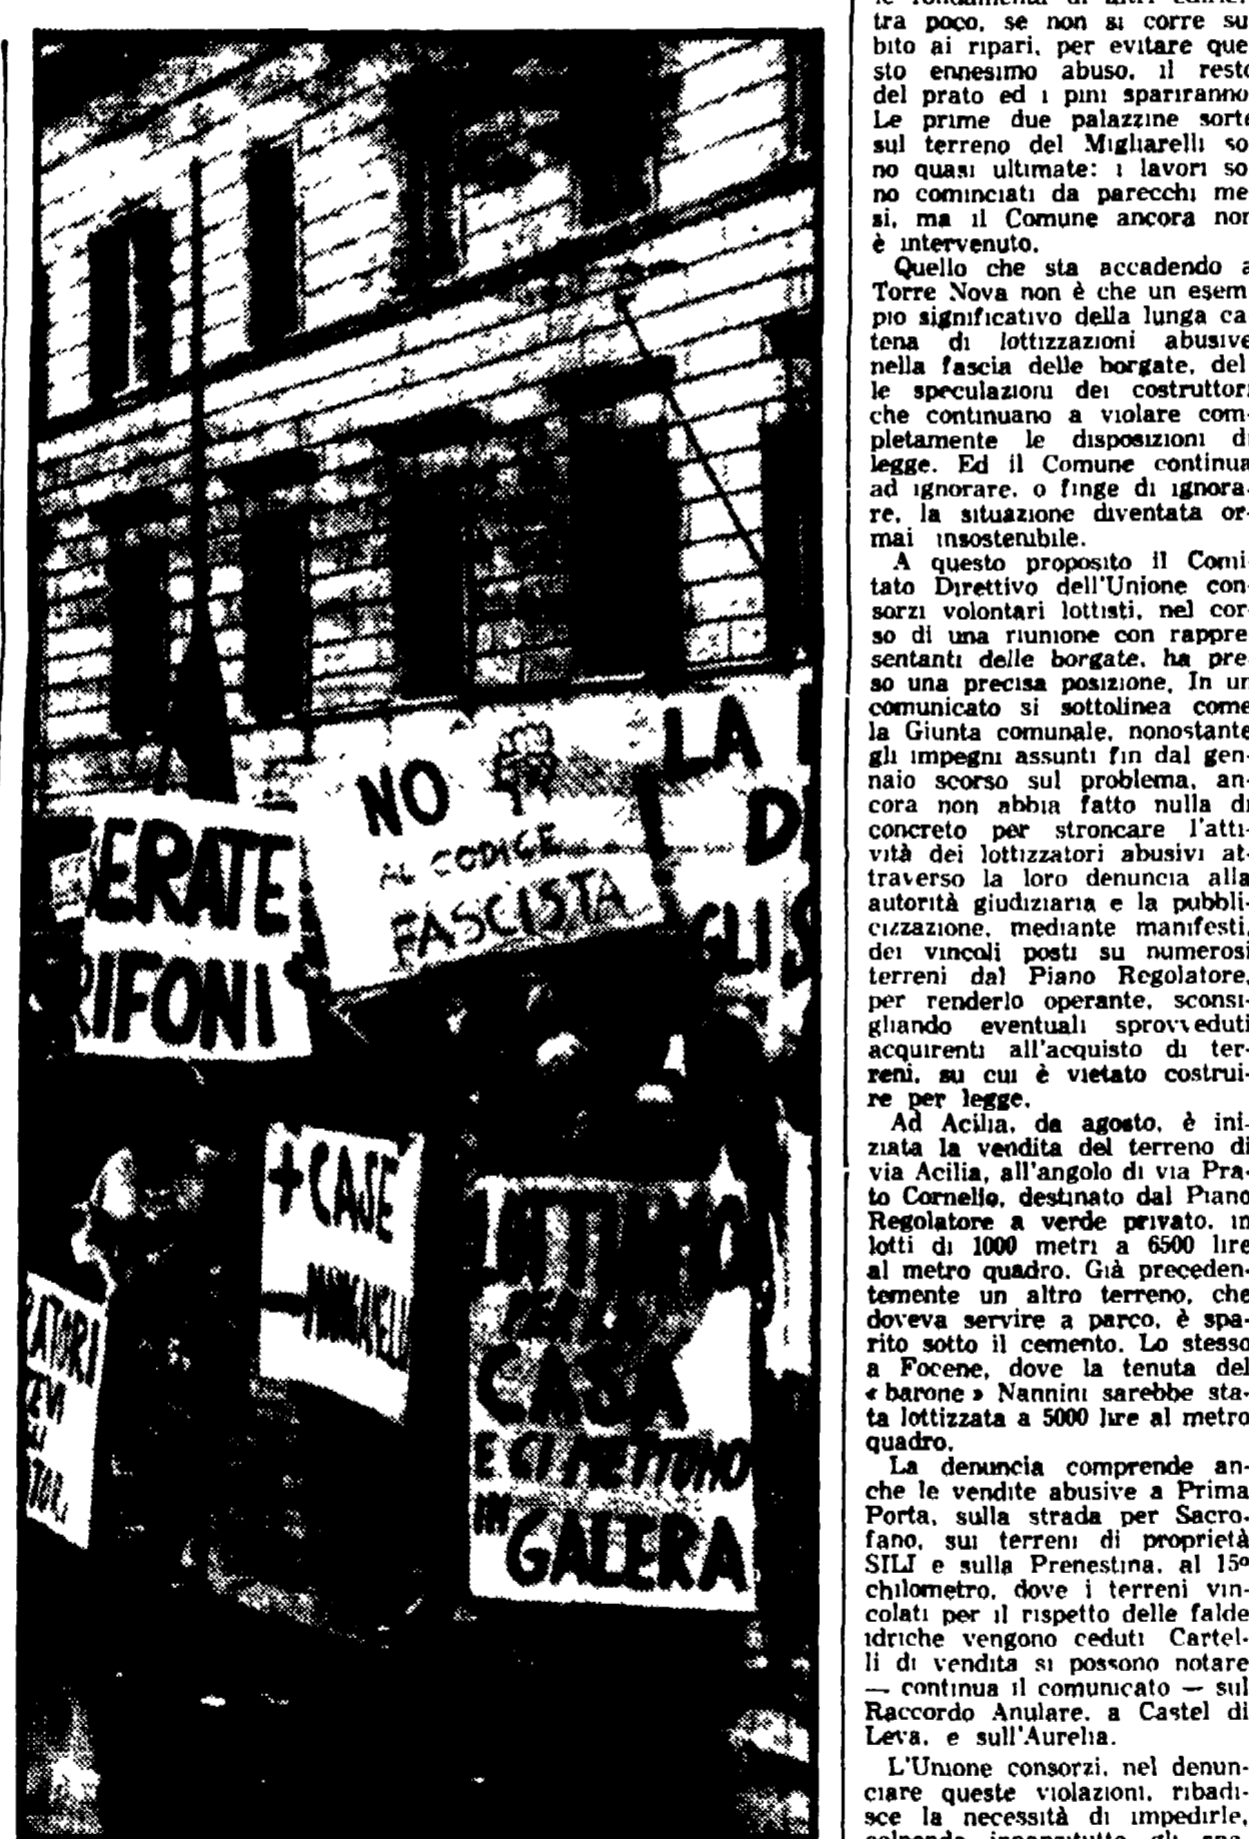 ERATE
RIFONI
NO
AL CODICE
FASCISTA
LA
D
GLI S
+ CASE
- MANGANELLI
LOTTIAMO
PER LA
CASA
E CI METTONO
IN
GALERA
CATORI
tra poco, se non si corre su
bito ai ripari, per evitare que
sto ennesimo abuso, il resto
del prato ed i pini spariranno
Le prime due palazzine sorte
sul terreno del Migliarelli so
no quasi ultimate: i lavori so
no cominciati da parecchi me
si, ma il Comune ancora non
è intervenuto.
Quello che sta accadendo a
Torre Nova non è che un esem
pio significativo della lunga ca
tena di lottizzazioni abusive
nella fascia delle borgate, del
le speculazioni dei costruttori
che continuano a violare com
pletamente le disposizioni di
legge. Ed il Comune continua
ad ignorare, o finge di ignora-
re, la situazione diventata or-
mai insostenibile.
A questo proposito il Comi-
tato Direttivo dell'Unione con-
sorzi volontari lottisti, nel cor-
so di una riunione con rappre
sentanti delle borgate, ha pre-
so una precisa posizione, In un
comunicato si sottolinea come
la Giunta comunale, nonostante
gli impegni assunti fin dal gen-
naio scorso sul problema, an-
cora non abbia fatto nulla di
concreto per stroncare l'atti-
vità dei lottizzatori abusivi at-
traverso la loro denuncia alla
autorità giudiziaria e la pubbli-
cizzazione, mediante manifesti,
dei vincoli posti su numerosi
terreni dal Piano Regolatore,
per renderlo operante, sconsi-
gliando eventuali sprovveduti
acquirenti all'acquisto di ter-
reni, su cui è vietato costrui-
re per legge.
Ad Acilia, da agosto, è ini-
ziata la vendita del terreno di
via Acilia, all'angolo di via Pra-
to Cornello, destinato dal Piano
Regolatore a verde privato, in
lotti di 1000 metri a 6500 lire
al metro quadro. Già preceden-
temente un altro terreno, che
doveva servire a parco, è spa-
rito sotto il cemento. Lo stesso
a Focene, dove la tenuta del
« barone » Nannini sarebbe sta-
ta lottizzata a 5000 lire al metro
quadro.
La denuncia comprende an-
che le vendite abusive a Prima
Porta, sulla strada per Sacro-
fano, sui terreni di proprietà
SILI e sulla Prenestina, al 15º
chilometro, dove i terreni vin-
colati per il rispetto delle falde
idriche vengono ceduti Cartel-
li di vendita si possono notare
— continua il comunicato — sul
Raccordo Anulare, a Castel di
Leva, e sull'Aurelia.
L'Unione consorzi, nel denun-
ciare queste violazioni, ribadi-
sce la necessità di impedirle,